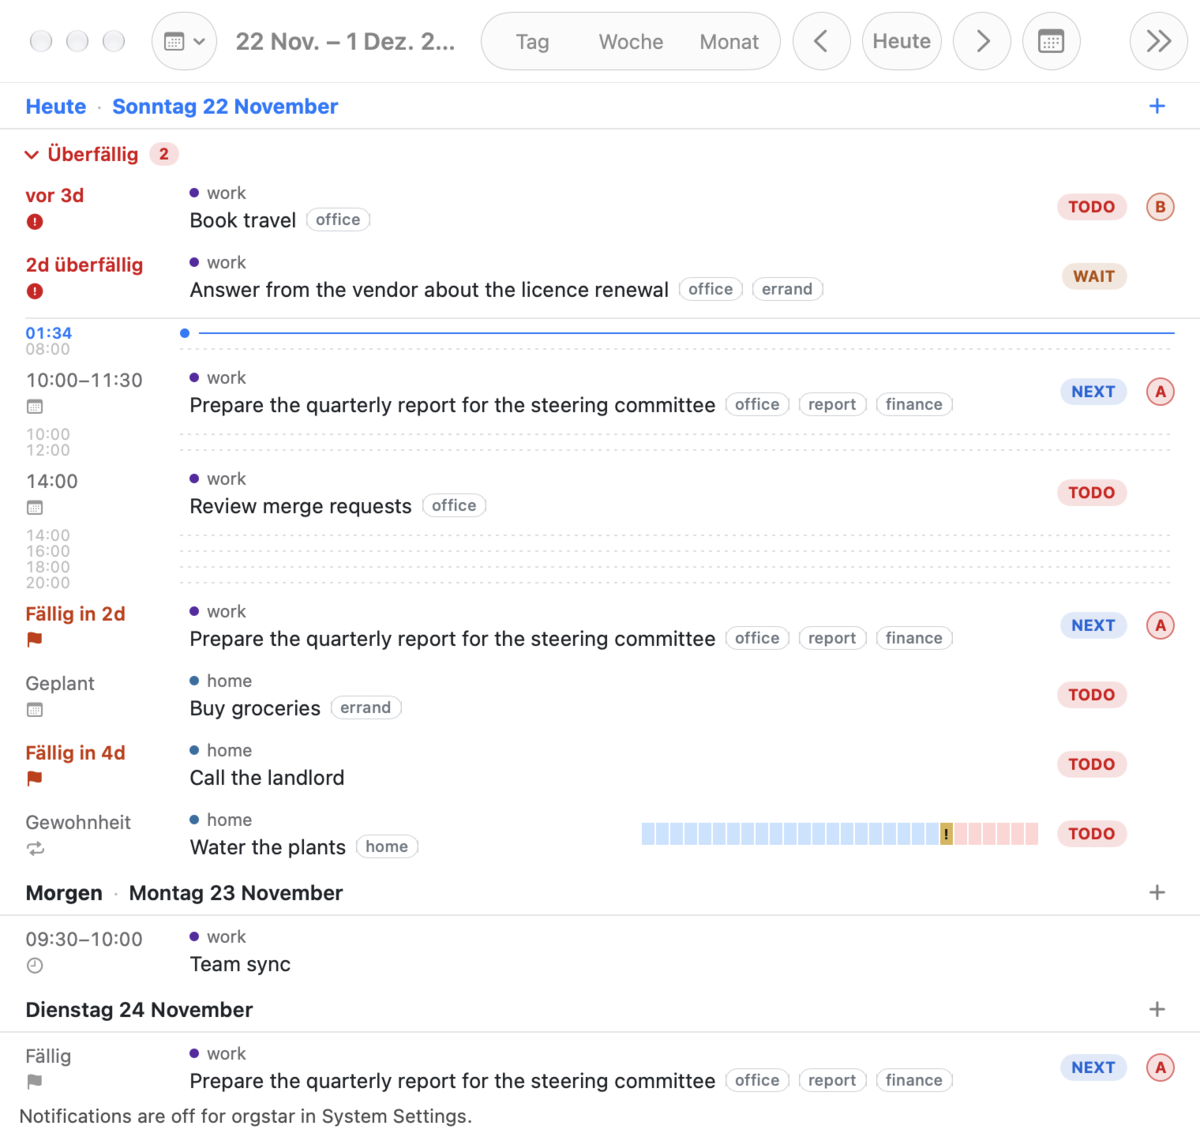 22 Nov. – 1 Dez. 2...
Tag Woche Monat
Heute
Heute · Sonntag 22 November
Überfällig 2
vor 3d
work
Book travel office
TODO B
2d überfällig
work
Answer from the vendor about the licence renewal office errand
WAIT
01:34
08:00
10:00–11:30
work
Prepare the quarterly report for the steering committee office report finance
NEXT A
10:00
12:00
14:00
work
Review merge requests office
TODO
14:00
16:00
18:00
20:00
Fällig in 2d
work
Prepare the quarterly report for the steering committee office report finance
NEXT A
Geplant
home
Buy groceries errand
TODO
Fällig in 4d
home
Call the landlord
TODO
Gewohnheit
home
Water the plants home
! TODO
Morgen · Montag 23 November
09:30–10:00
work
Team sync
Dienstag 24 November
Fällig
work
Prepare the quarterly report for the steering committee office report finance
NEXT A
Notifications are off for orgstar in System Settings.